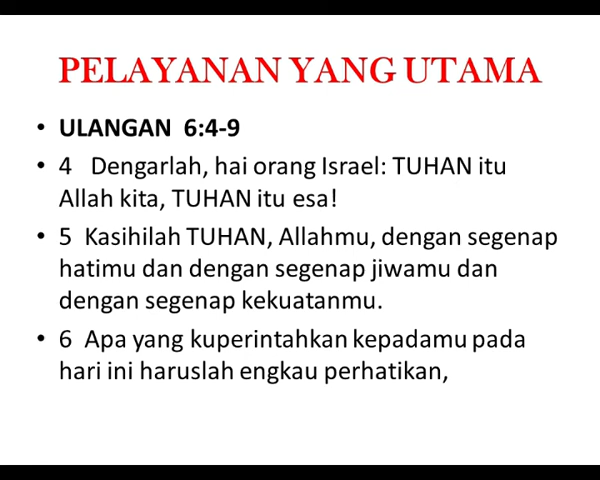 PELAYANAN YANG UTAMA
• ULANGAN 6:4-9
• 4 Dengarlah, hai orang Israel: TUHAN itu
Allah kita, TUHAN itu esa!
• 5 Kasihilah TUHAN, Allahmu, dengan segenap
hatimu dan dengan segenap jiwamu dan
dengan segenap kekuatanmu.
• 6 Apa yang kuperintahkan kepadamu pada
hari ini haruslah engkau perhatikan,